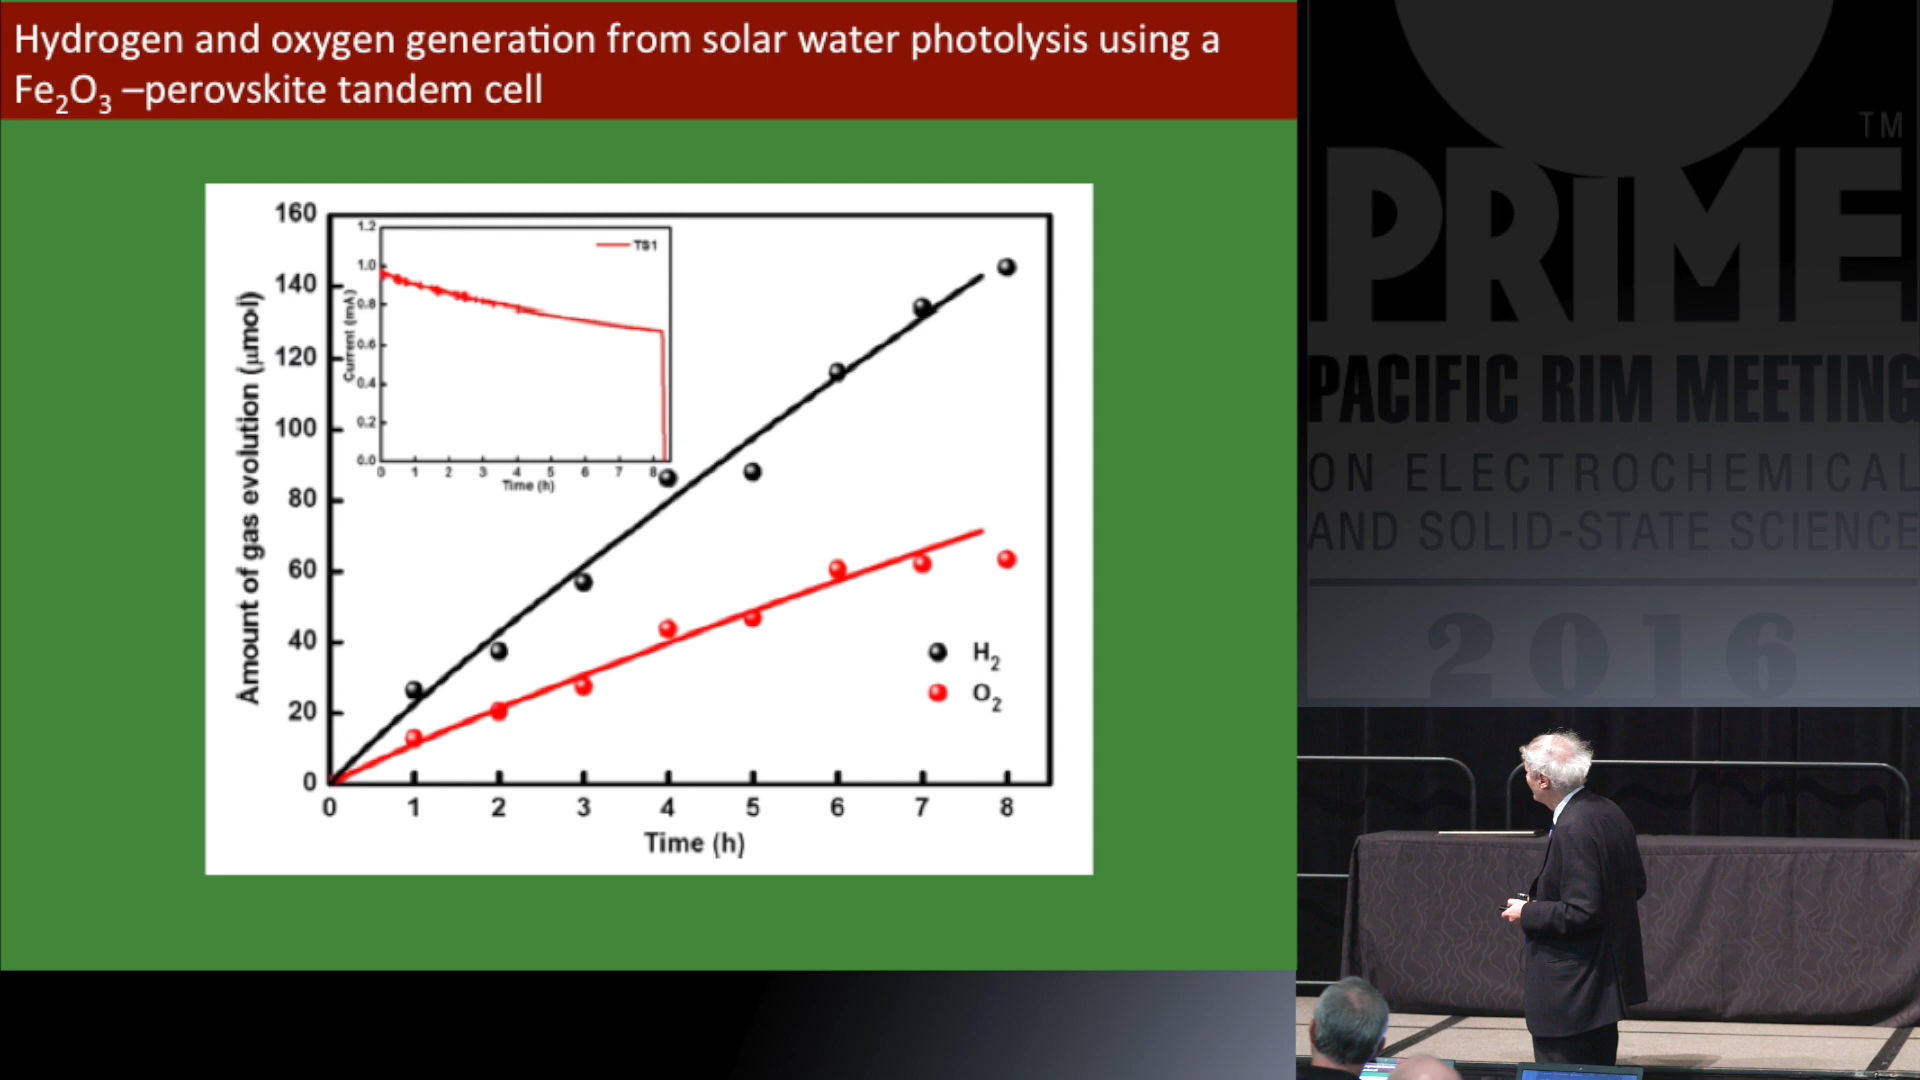 Hydrogen and oxygen generation from solar water photolysis using a
Fe₂O₃ –perovskite tandem cell
160
140
120
100
80
60
40
20
0
0 1 2 3 4 5 6 7 8
Amount of gas evolution (μmol)
Time (h)
1.2
1.0
0.8
0.6
0.4
0.2
0.0
0 1 2 3 4 5 6 7 8
Current (mA)
Time (h)
TS1
H₂
O₂
TM
PRiME
PACIFIC RIM MEETING
ON ELECTROCHEMICAL
AND SOLID-STATE SCIENCE
2016